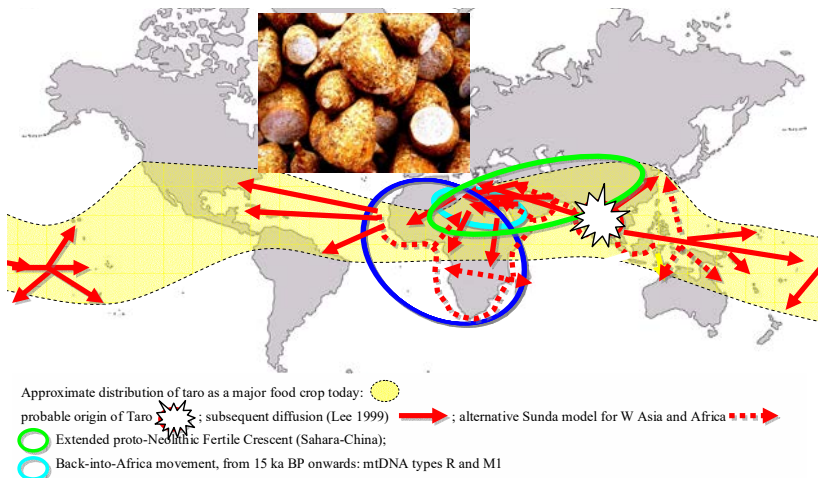 Approximate distribution of taro as a major food crop today:
probable origin of Taro ; subsequent diffusion (Lee 1999) ; alternative Sunda model for W Asia and Africa
Extended proto-Neolithic Fertile Crescent (Sahara-China);
Back-into-Africa movement, from 15 ka BP onwards: mtDNA types R and M1